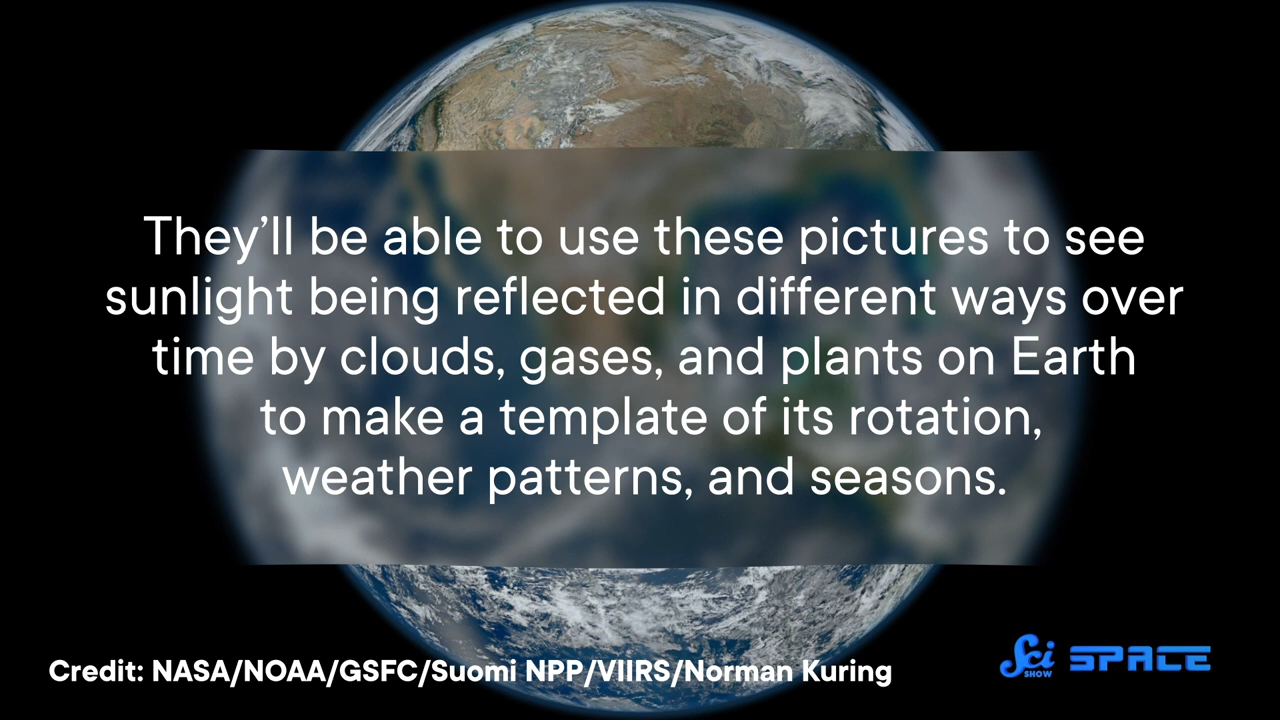 They’ll be able to use these pictures to see
sunlight being reflected in different ways over
time by clouds, gases, and plants on Earth
to make a template of its rotation,
weather patterns, and seasons.
Credit: NASA/NOAA/GSFC/Suomi NPP/VIIRS/Norman Kuring
Sci SHOW SPACE